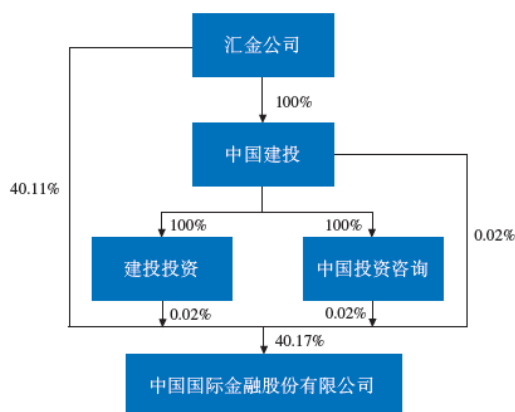 汇金公司
100%
中国建投
40.11%
0.02%
100%
100%
建投投资
中国投资咨询
0.02%
0.02%
40.17%
中国国际金融股份有限公司